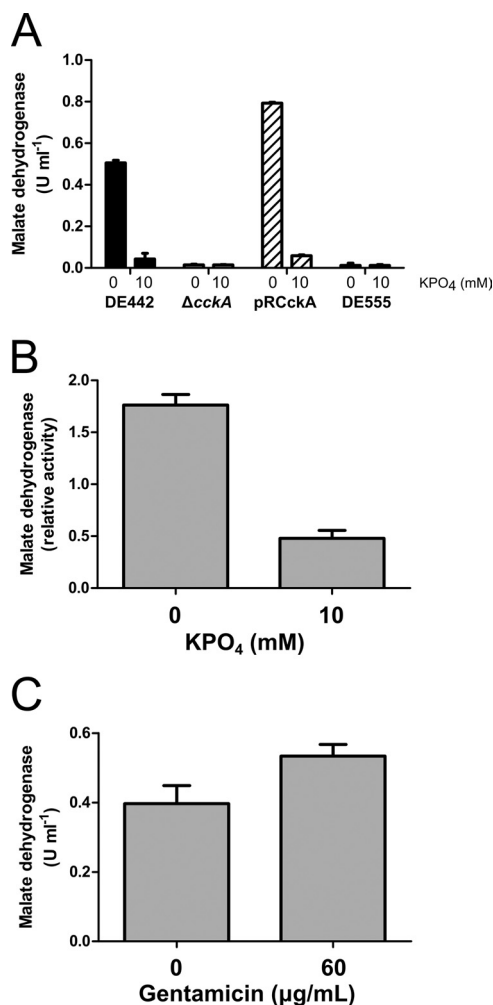 A
Malate dehydrogenase
(U ml⁻¹)
1.0
0.8
0.6
0.4
0.2
0.0
0 10 0 10 0 10 0 10 KPO₄ (mM)
DE442 ΔcckA pRCckA DE555
B
Malate dehydrogenase
(relative activity)
2.0
1.5
1.0
0.5
0.0
0 10
KPO₄ (mM)
C
Malate dehydrogenase
(U ml⁻¹)
0.6
0.4
0.2
0.0
0 60
Gentamicin (µg/mL)